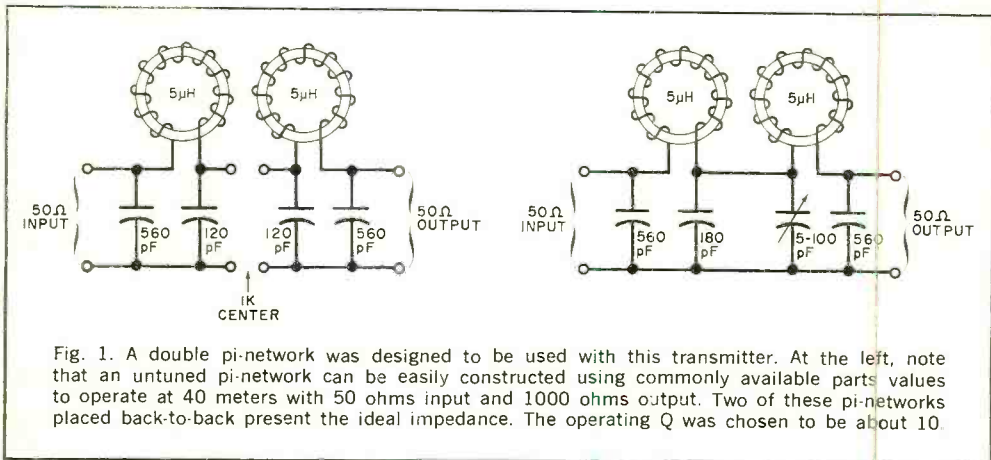 5μH
5μH
5μH
5μH
50Ω
INPUT
560
pF
120
pF
120
pF
560
pF
50Ω
OUTPUT
1K
CENTER
50Ω
INPUT
560
pF
180
pF
5-100
pF
560
pF
50Ω
OUTPUT
Fig. 1. A double pi-network was designed to be used with this transmitter. At the left, note
that an untuned pi-network can be easily constructed using commonly available parts values
to operate at 40 meters with 50 ohms input and 1000 ohms output. Two of these pi-networks
placed back-to-back present the ideal impedance. The operating Q was chosen to be about 10.